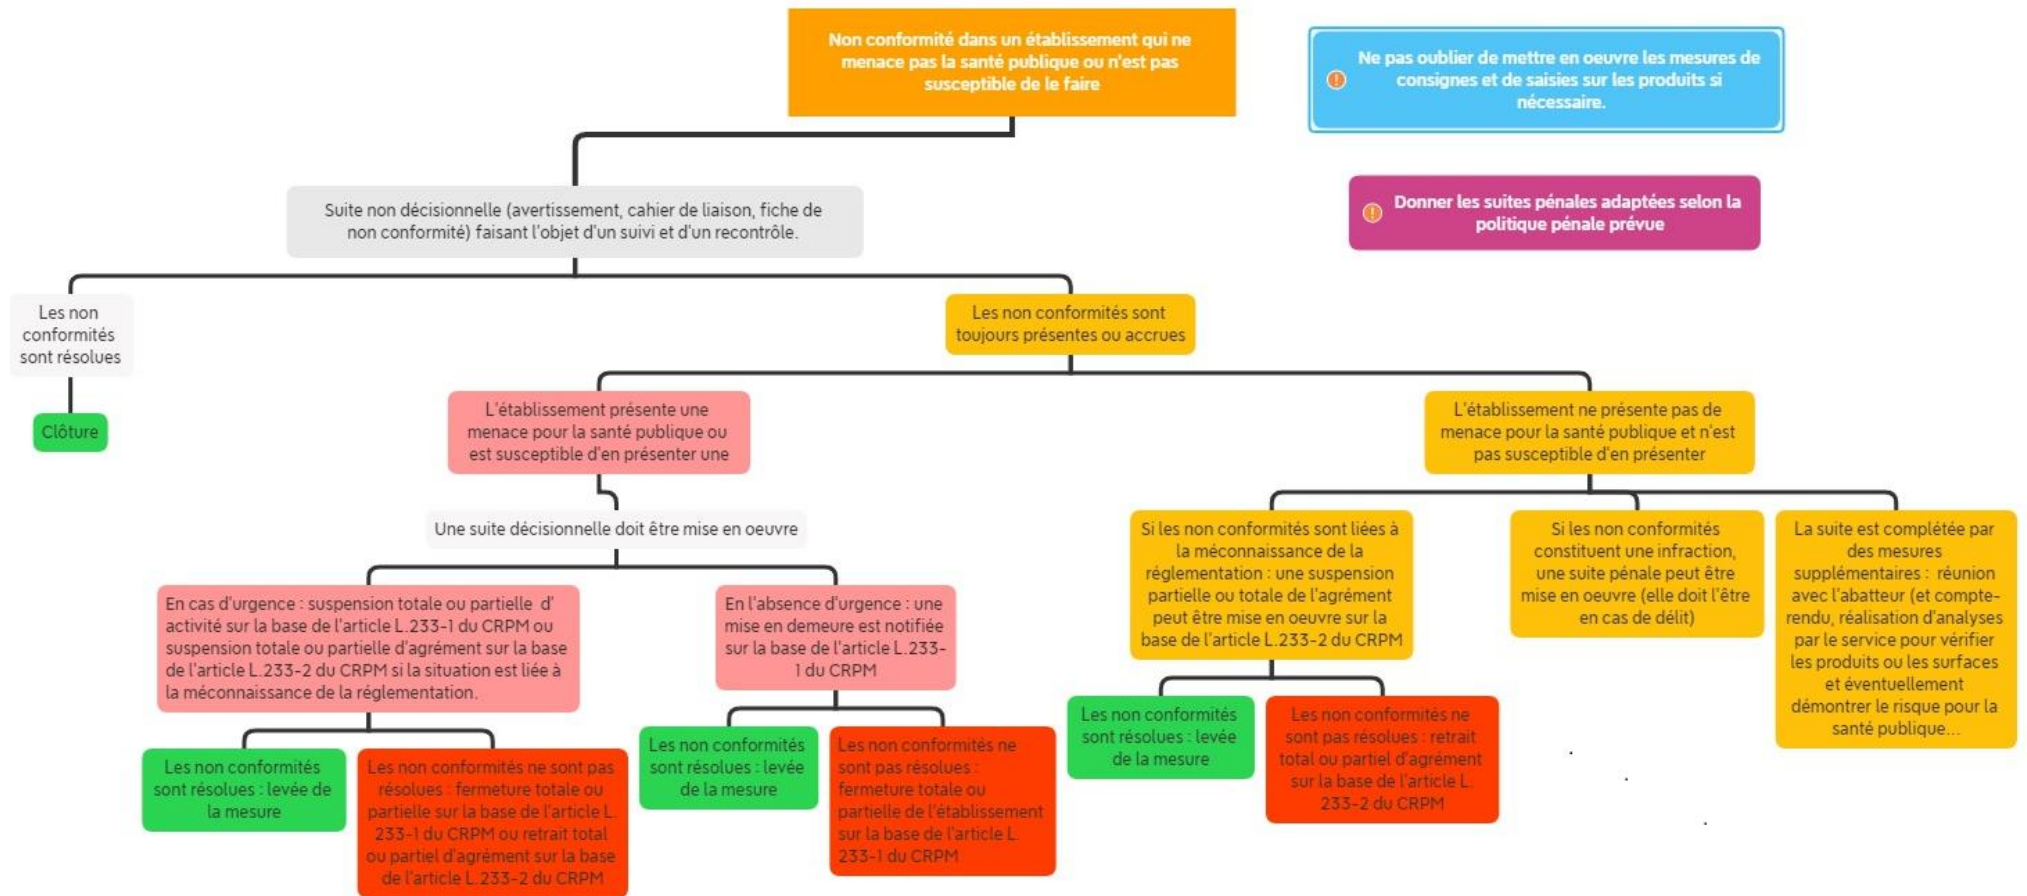 Non conformité dans un établissement qui ne
menace pas la santé publique ou n'est pas
susceptible de le faire
Ne pas oublier de mettre en oeuvre les mesures de
consignes et de saisies sur les produits si
nécessaire.
Suite non décisionnelle (avertissement, cahier de liaison, fiche de
non conformité) faisant l'objet d'un suivi et d'un recontrôle.
Donner les suites pénales adaptées selon la
politique pénale prévue
Les non
conformités
sont résolues
Clôture
Les non conformités sont
toujours présentes ou accrues
L'établissement présente une
menace pour la santé publique ou
est susceptible d'en présenter une
Une suite décisionnelle doit être mise en oeuvre
En cas d'urgence : suspension totale ou partielle d'
activité sur la base de l'article L.233-1 du CRPM ou
suspension totale ou partielle d'agrément sur la base
de l'article L.233-2 du CRPM si la situation est liée à
la méconnaissance de la réglementation.
Les non conformités
sont résolues : levée de
la mesure
Les non conformités ne sont pas
résolues : fermeture totale ou
partielle sur la base de l'article L.
233-1 du CRPM ou retrait total
ou partiel d'agrément sur la base
de l'article L.233-2 du CRPM
En l'absence d'urgence : une
mise en demeure est notifiée
sur la base de l'article L.233-
1 du CRPM
Les non conformités
sont résolues : levée
de la mesure
Les non conformités ne
sont pas résolues :
fermeture totale ou
partielle de l'établissement
sur la base de l'article L.
233-1 du CRPM
L'établissement ne présente pas de
menace pour la santé publique et n'est
pas susceptible d'en présenter
Si les non conformités sont liées à
la méconnaissance de la
réglementation : une suspension
partielle ou totale de l'agrément
peut être mise en oeuvre sur la
base de l'article L.233-2 du CRPM
Les non conformités
sont résolues : levée
de la mesure
Les non conformités ne
sont pas résolues : retrait
total ou partiel d'agrément
sur la base de l'article L.
233-2 du CRPM
Si les non conformités
constituent une infraction,
une suite pénale peut être
mise en oeuvre (elle doit l'être
en cas de délit)
La suite est complétée par
des mesures
supplémentaires : réunion
avec l'abatteur (et compte-
rendu, réalisation d'analyses
par le service pour vérifier
les produits ou les surfaces
et éventuellement
démontrer le risque pour la
santé publique...